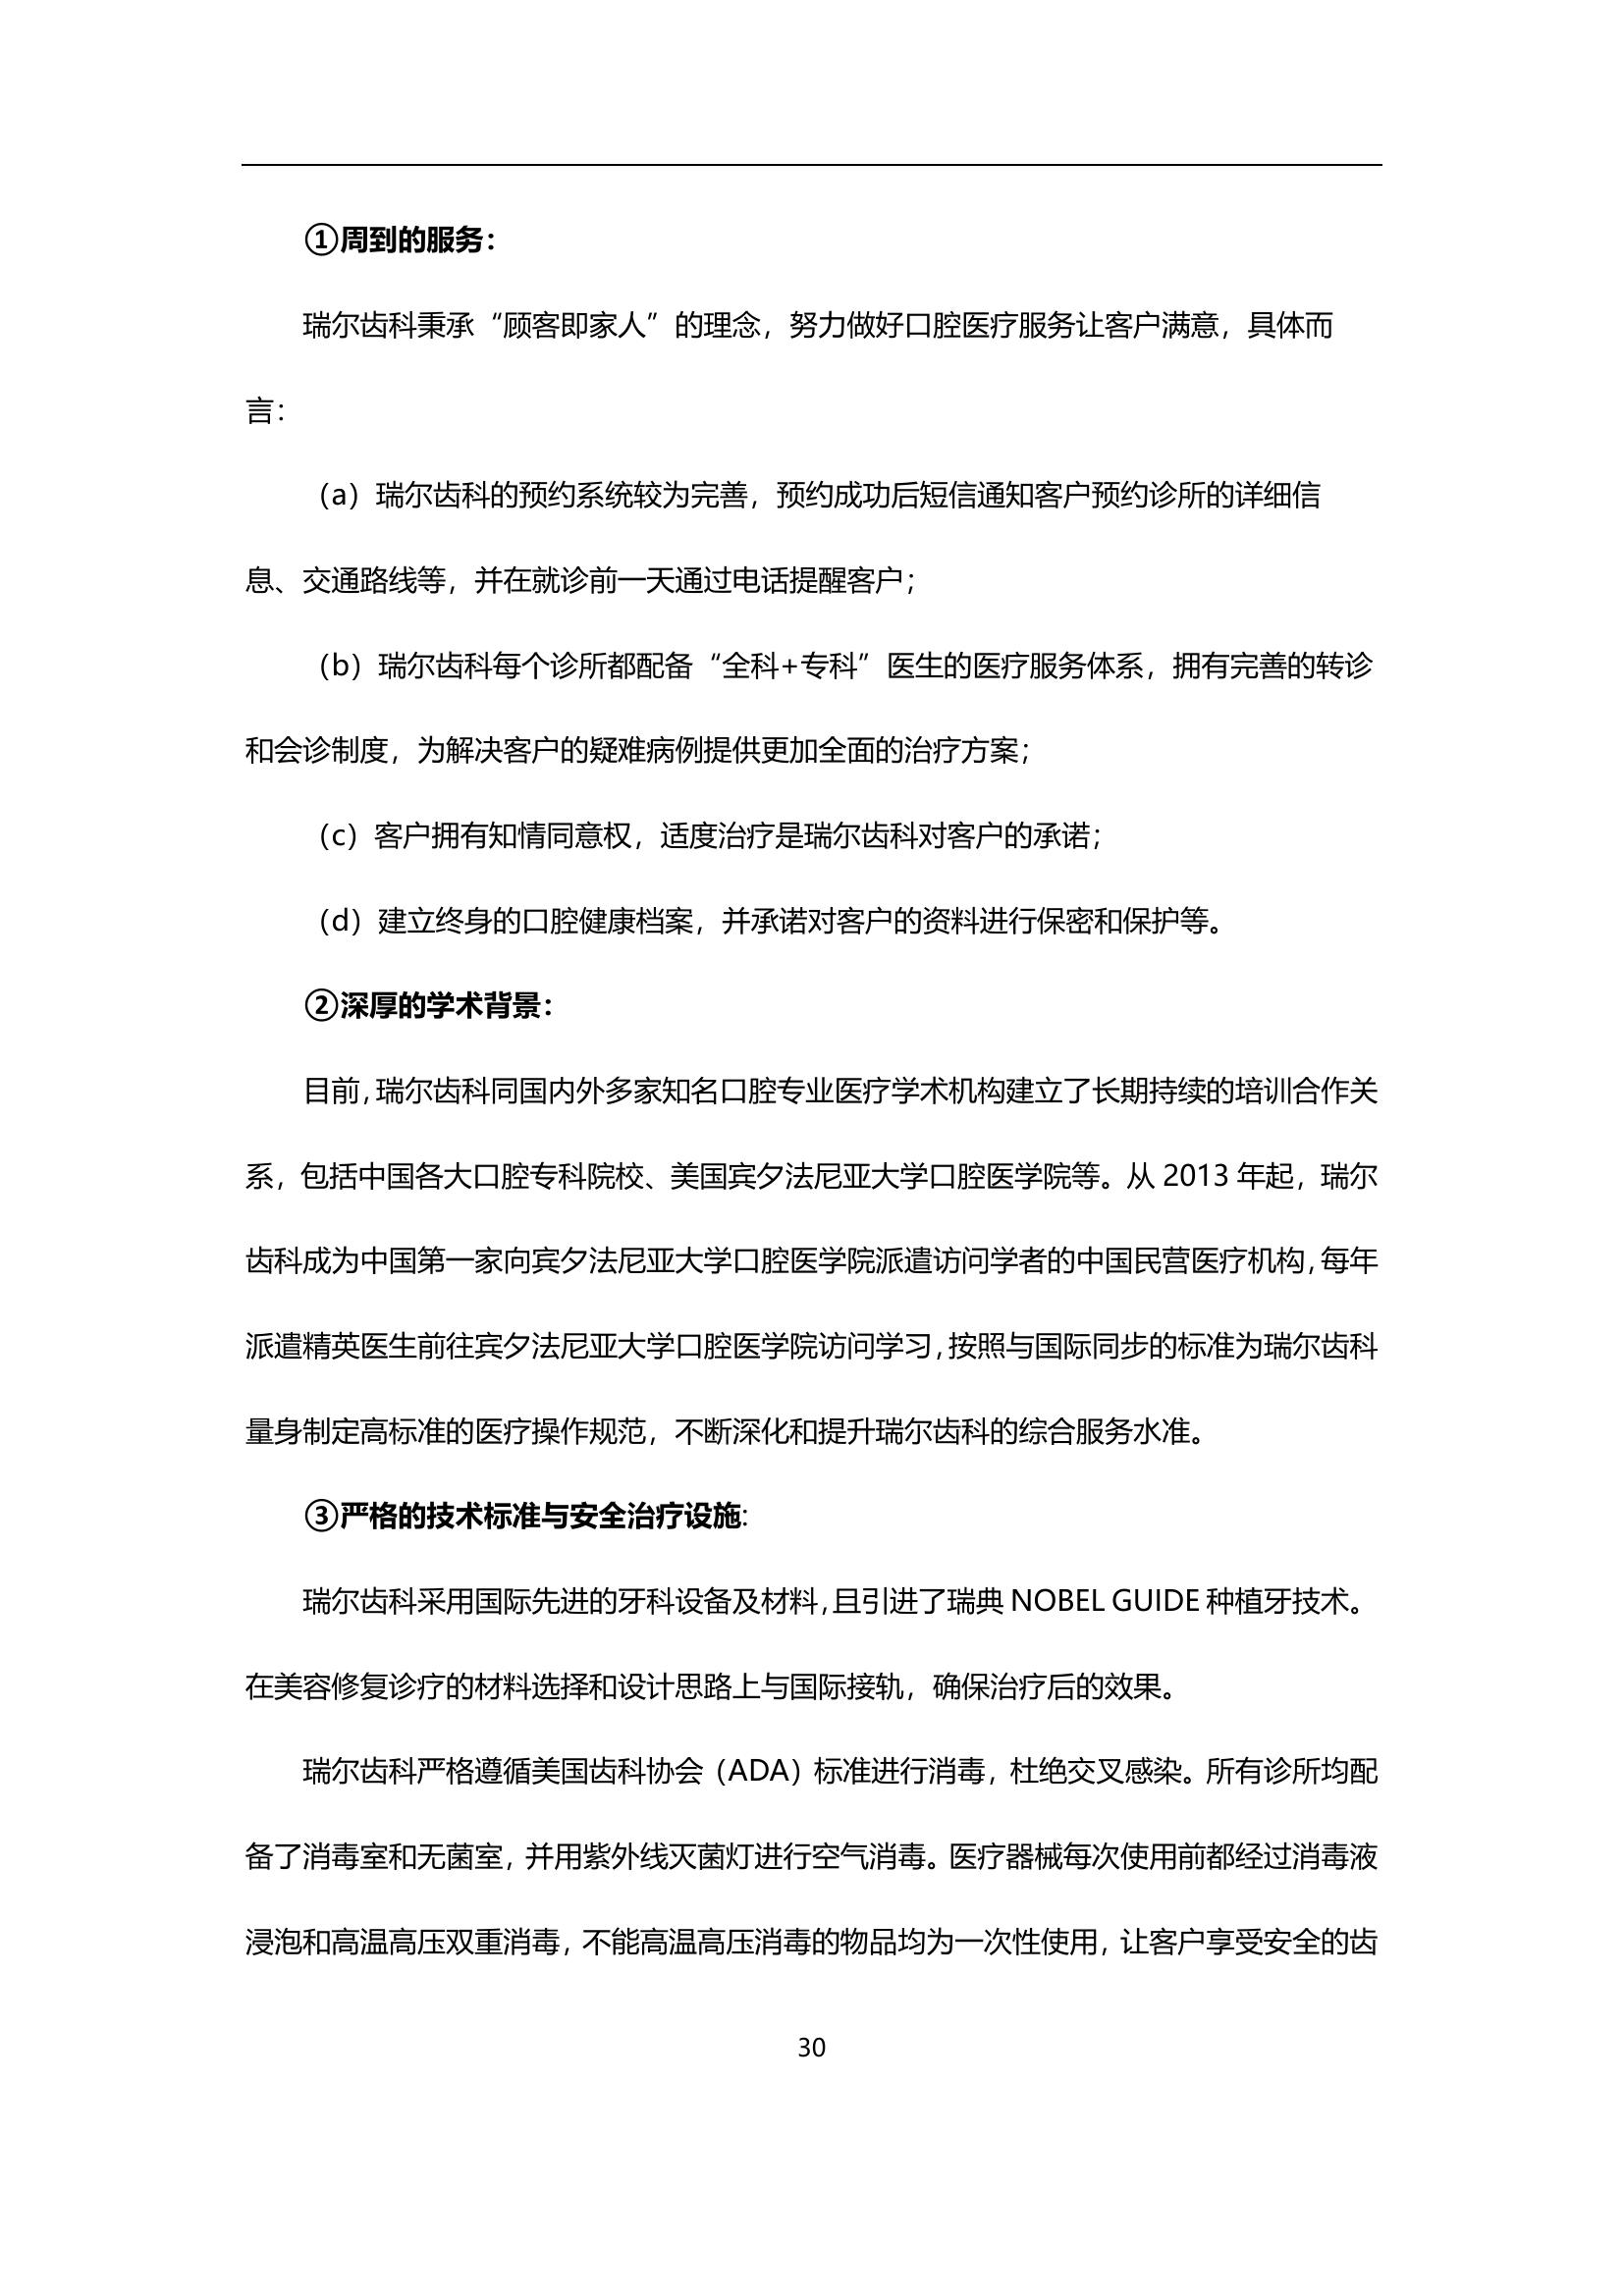 ①周到的服务：
瑞尔齿科秉承“顾客即家人”的理念，努力做好口腔医疗服务让客户满意，具体而
言：
（a）瑞尔齿科的预约系统较为完善，预约成功后短信通知客户预约诊所的详细信
息、交通路线等，并在就诊前一天通过电话提醒客户；
（b）瑞尔齿科每个诊所都配备“全科+专科”医生的医疗服务体系，拥有完善的转诊
和会诊制度，为解决客户的疑难病例提供更加全面的治疗方案；
（c）客户拥有知情同意权，适度治疗是瑞尔齿科对客户的承诺；
（d）建立终身的口腔健康档案，并承诺对客户的资料进行保密和保护等。
②深厚的学术背景：
目前，瑞尔齿科同国内外多家知名口腔专业医疗学术机构建立了长期持续的培训合作关
系，包括中国各大口腔专科院校、美国宾夕法尼亚大学口腔医学院等。从 2013 年起，瑞尔
齿科成为中国第一家向宾夕法尼亚大学口腔医学院派遣访问学者的中国民营医疗机构，每年
派遣精英医生前往宾夕法尼亚大学口腔医学院访问学习，按照与国际同步的标准为瑞尔齿科
量身制定高标准的医疗操作规范，不断深化和提升瑞尔齿科的综合服务水准。
③严格的技术标准与安全治疗设施：
瑞尔齿科采用国际先进的牙科设备及材料，且引进了瑞典 NOBEL GUIDE 种植牙技术。
在美容修复诊疗的材料选择和设计思路上与国际接轨，确保治疗后的效果。
瑞尔齿科严格遵循美国齿科协会（ADA）标准进行消毒，杜绝交叉感染。所有诊所均配
备了消毒室和无菌室，并用紫外线灭菌灯进行空气消毒。医疗器械每次使用前都经过消毒液
浸泡和高温高压双重消毒，不能高温高压消毒的物品均为一次性使用，让客户享受安全的齿
30